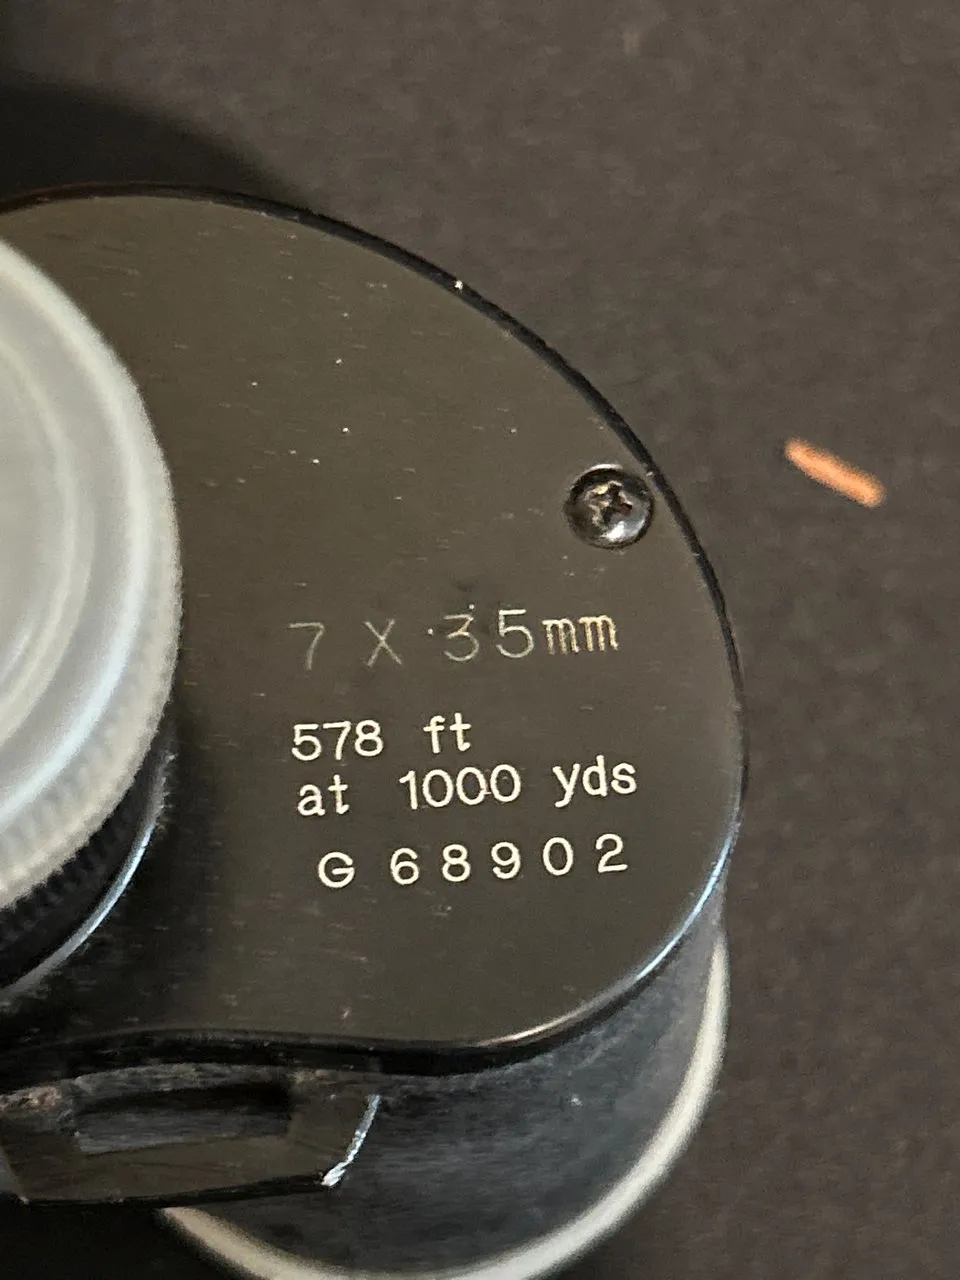 7 X 35mm
578 ft
at 1000 yds
G 68902